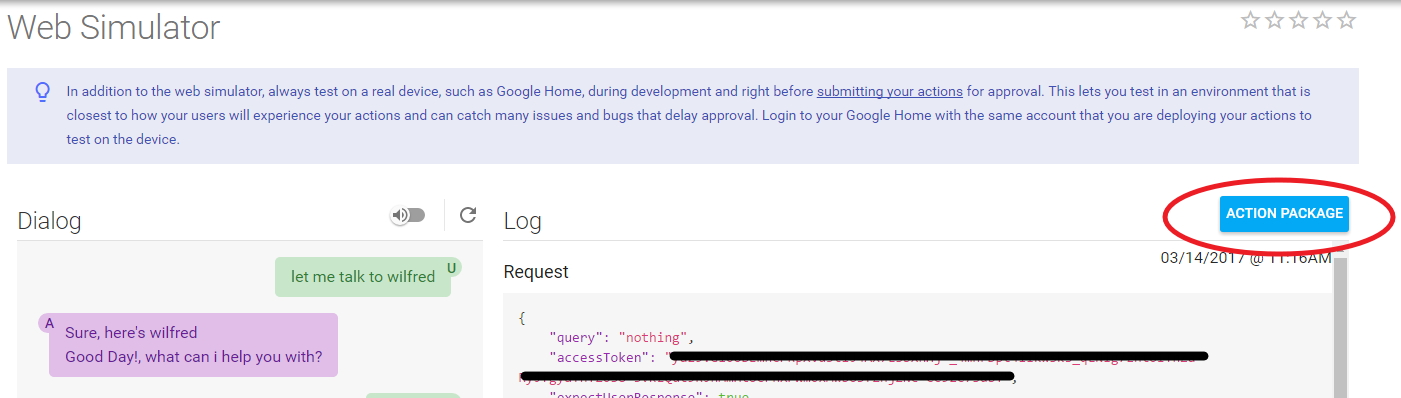 Web Simulator
In addition to the web simulator, always test on a real device, such as Google Home, during development and right before submitting your actions for approval. This lets you test in an environment that is
closest to how your users will experience your actions and can catch many issues and bugs that delay approval. Login to your Google Home with the same account that you are deploying your actions to
test on the device.
Dialog
Log
ACTION PACKAGE
let me talk to wilfred
U
03/14/2017 @ 11:16AM
Request
A
Sure, here's wilfred
Good Day!, what can i help you with?
{
"query": "nothing",
"accessToken": "
"expectUserResponse": true